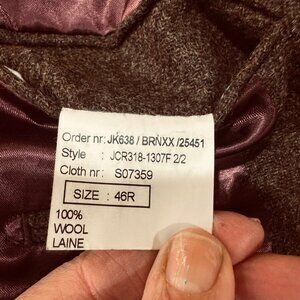 Order nr: JK638 / BRNXX /25451
Style : JCR318-1307F 2/2
Cloth nr: S07359
SIZE : 46R
100%
WOOL
LAINE